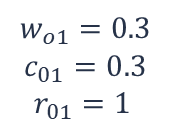 w_{o1} = 0.3
c_{01} = 0.3
r_{01} = 1